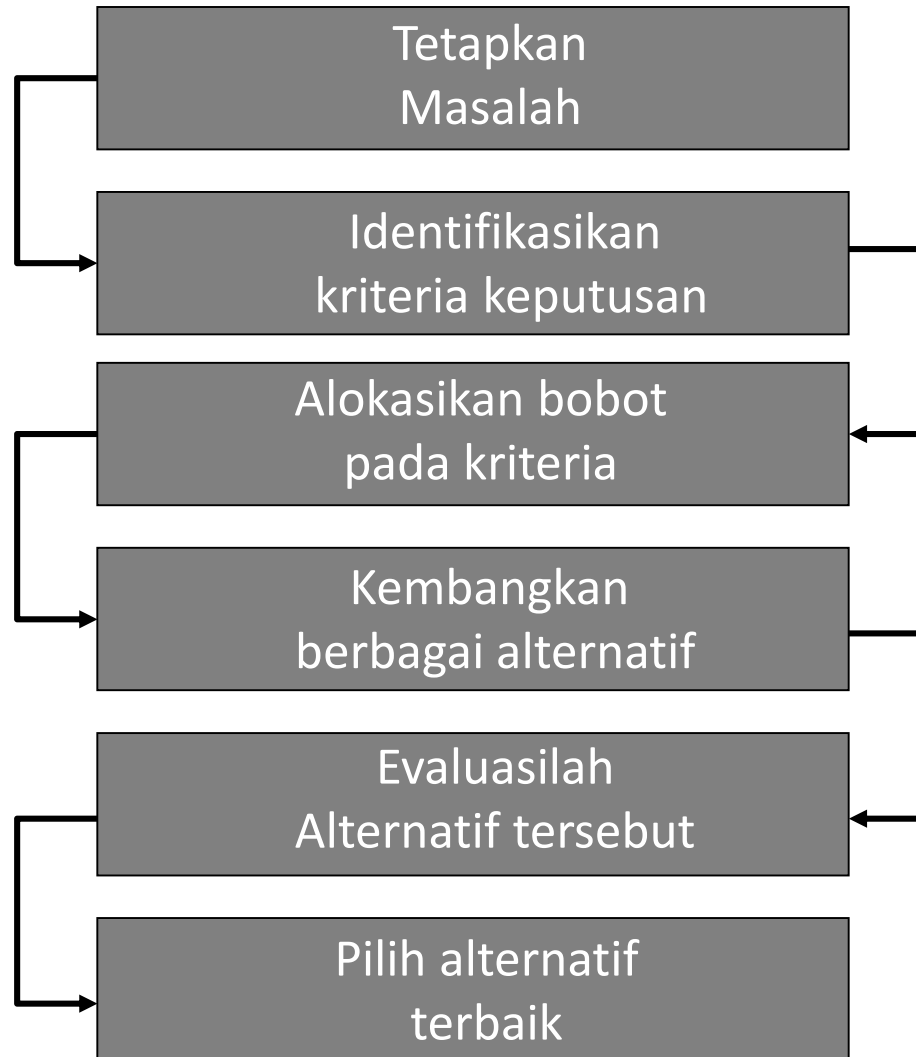 Tetapkan
Masalah
Identifikasikan
kriteria keputusan
Alokasikan bobot
pada kriteria
Kembangkan
berbagai alternatif
Evaluasilah
Alternatif tersebut
Pilih alternatif
terbaik